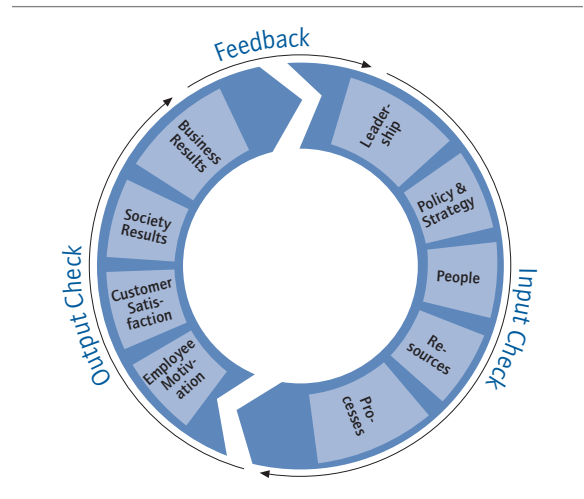 Feedback
Leader-
ship
Policy &
Strategy
People
Re-
sources
Pro-
cesses
Input Check
Employee
Motiv-
ation
Customer
Satis-
faction
Society
Results
Business
Results
Output Check